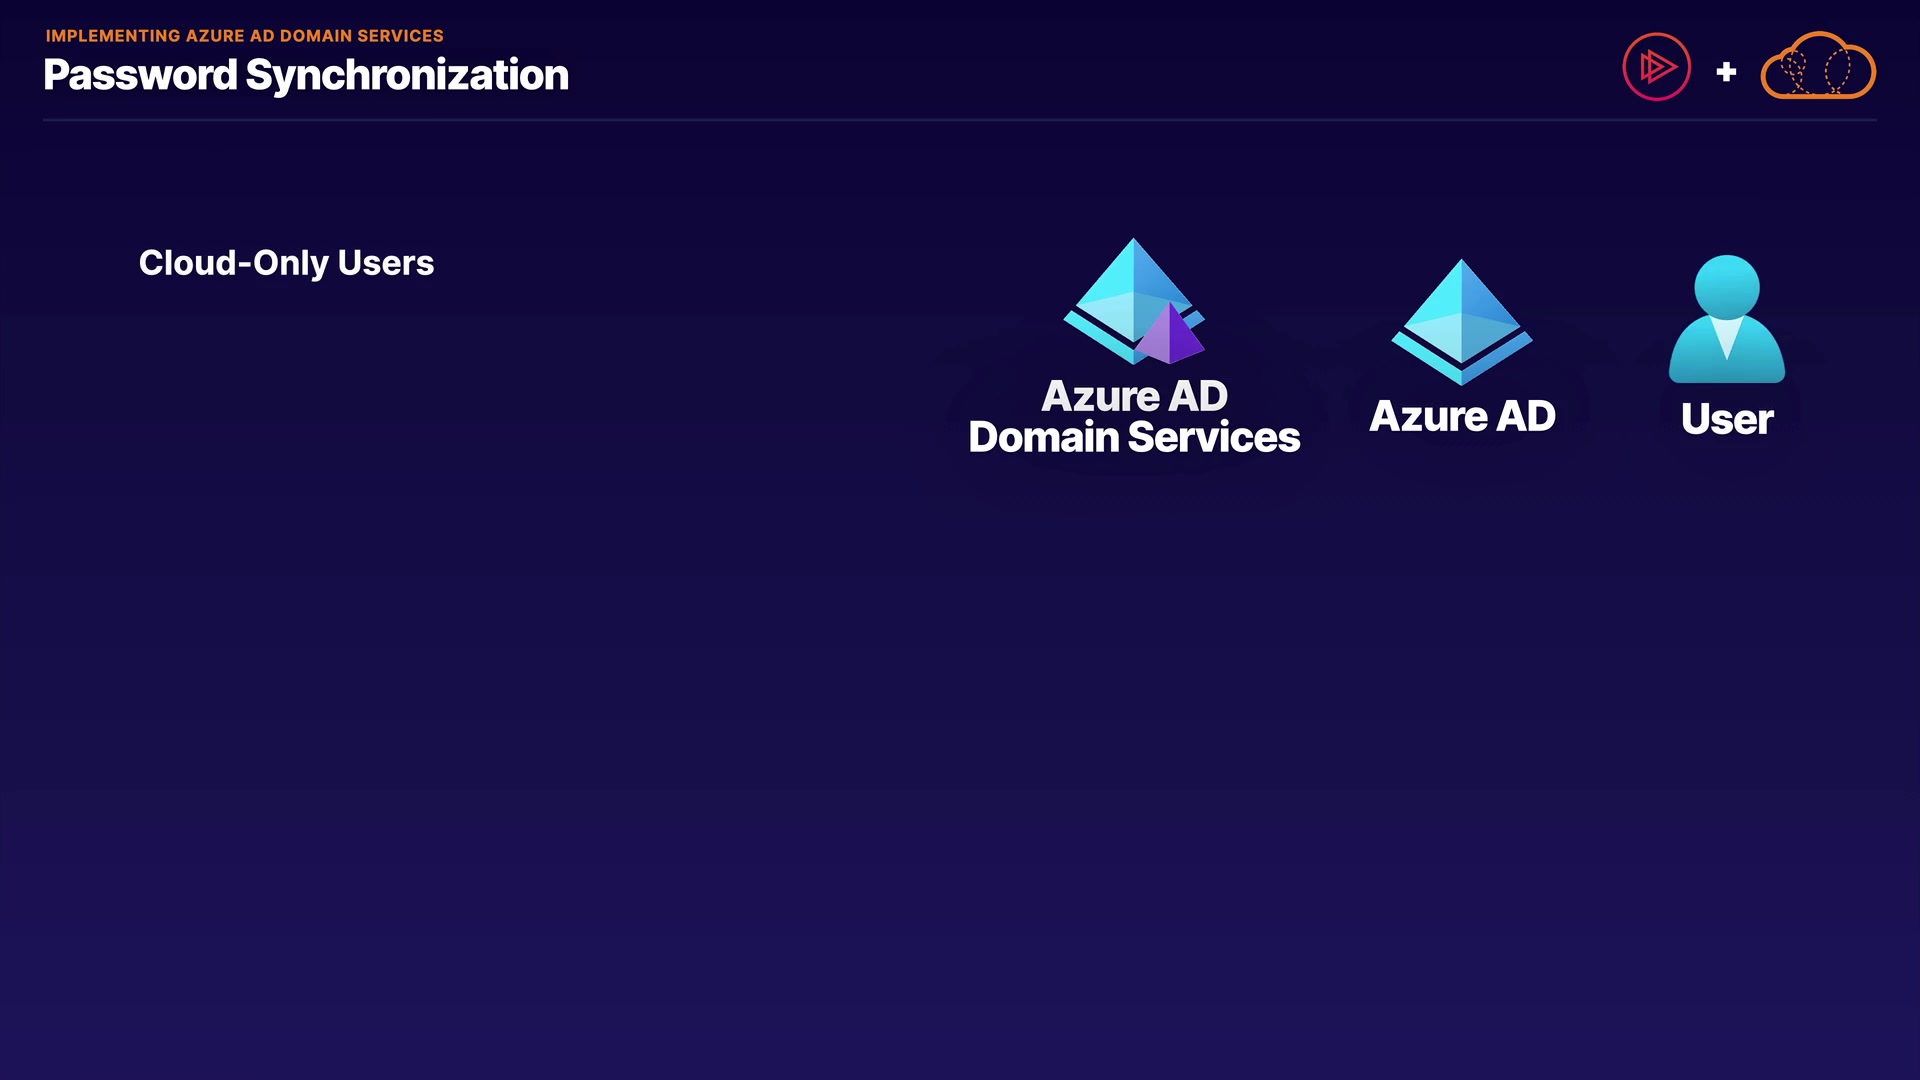 IMPLEMENTING AZURE AD DOMAIN SERVICES
Password Synchronization
+
Cloud-Only Users
Azure AD
Domain Services
Azure AD
User